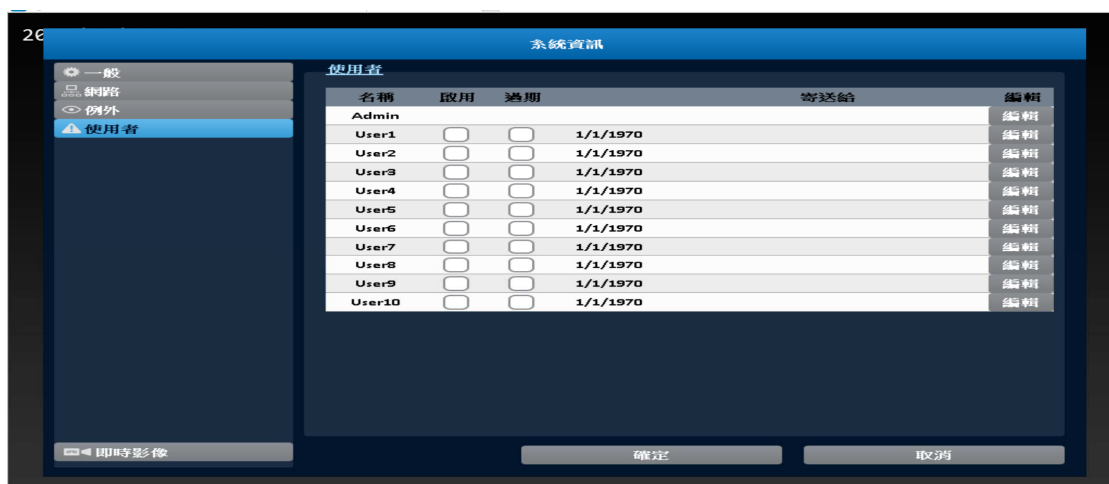 20
系統資訊
一般
網路
例外
使用者
使用者
名稱 啟用 過期 寄送給 編輯
Admin 編輯
User1 1/1/1970 編輯
User2 1/1/1970 編輯
User3 1/1/1970 編輯
User4 1/1/1970 編輯
User5 1/1/1970 編輯
User6 1/1/1970 編輯
User7 1/1/1970 編輯
User8 1/1/1970 編輯
User9 1/1/1970 編輯
User10 1/1/1970 編輯
即時影像
確定 取消